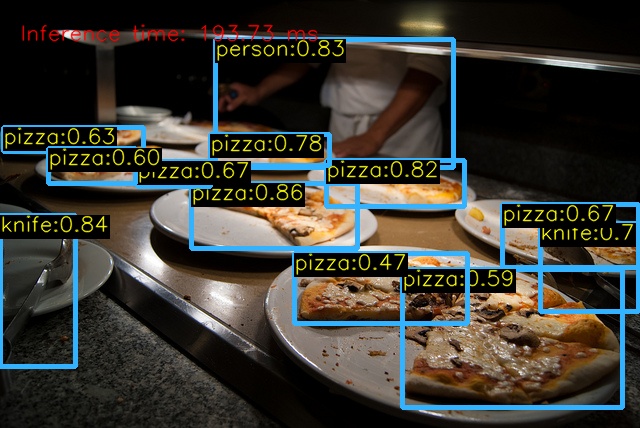 Inference time: 193.73 ms
person:0.83
pizza:0.63
pizza:0.78
pizza:0.60
pizza:0.67
pizza:0.82
pizza:0.86
pizza:0.67
knife:0.84
knife:0.7
pizza:0.47
pizza:0.59